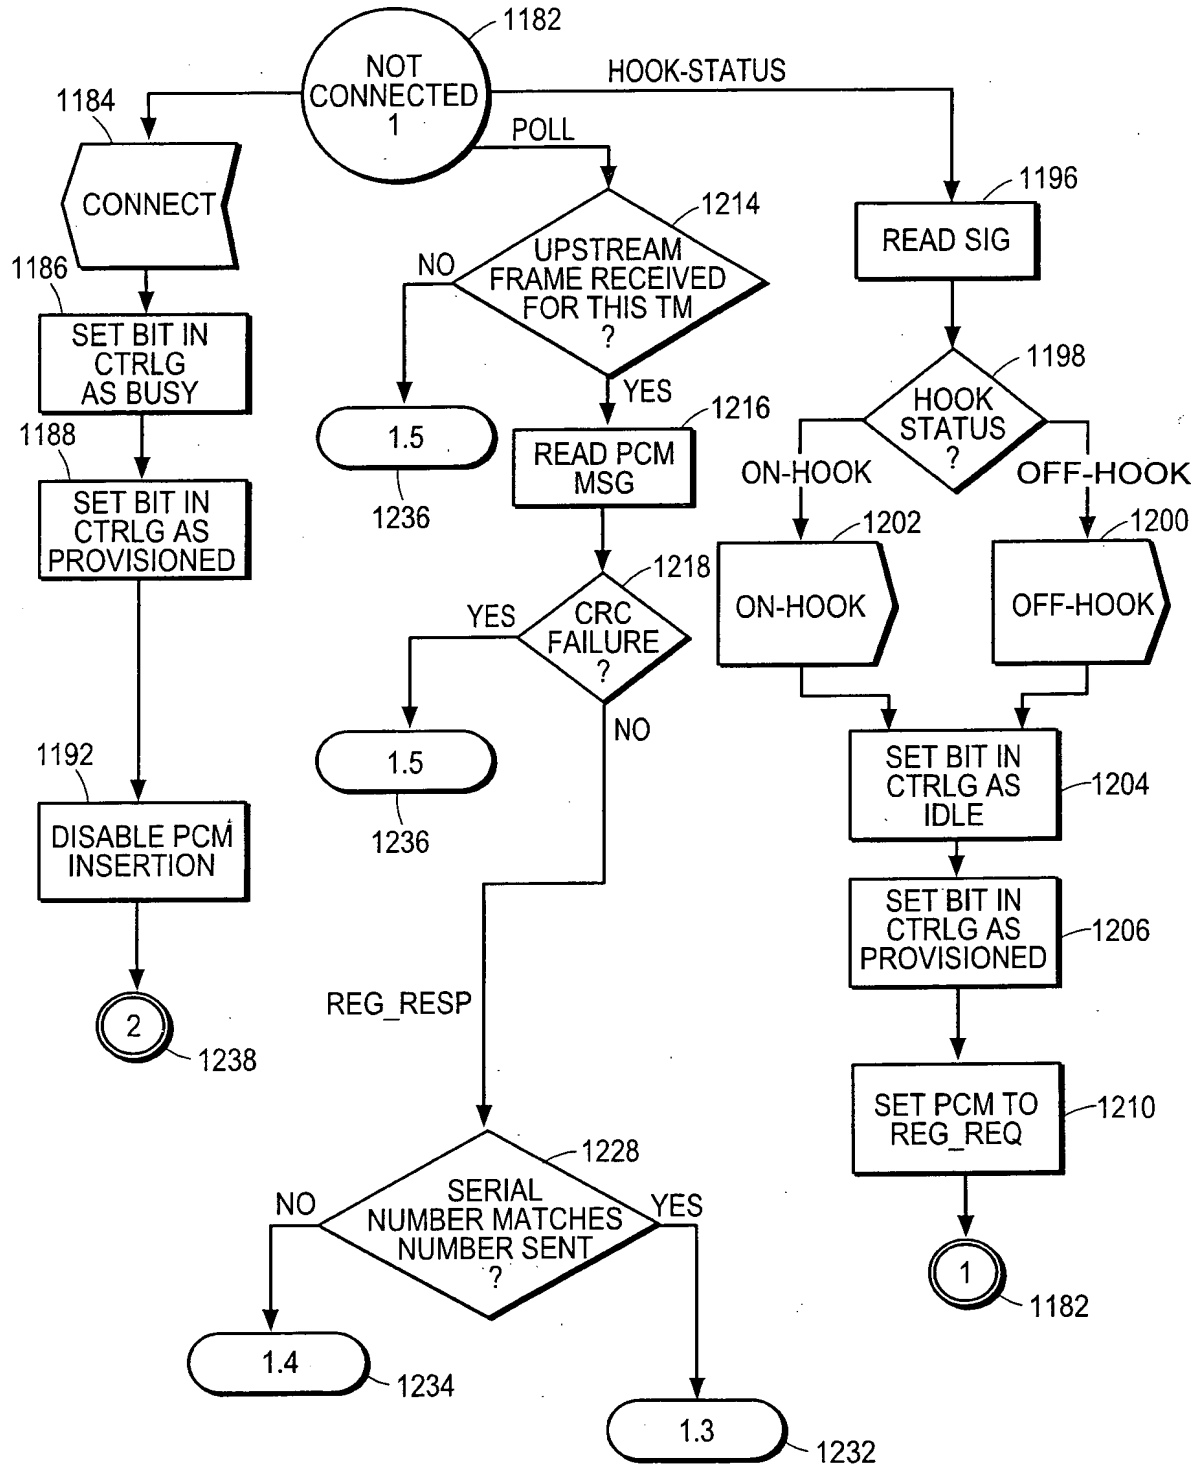 1182
NOT
CONNECTED
1
HOOK-STATUS
POLL
1184
CONNECT
1186
SET BIT IN
CTRLG
AS BUSY
1188
SET BIT IN
CTRLG AS
PROVISIONED
1192
DISABLE PCM
INSERTION
2
1238
1214
UPSTREAM
FRAME RECEIVED
FOR THIS TM
?
NO
YES
1.5
1236
1216
READ PCM
MSG
1218
CRC
FAILURE
?
YES
NO
1.5
1236
REG_RESP
1228
SERIAL
NUMBER MATCHES
NUMBER SENT
?
NO
YES
1.4
1234
1.3
1232
1196
READ SIG
1198
HOOK
STATUS
?
ON-HOOK
OFF-HOOK
1202
ON-HOOK
1200
OFF-HOOK
SET BIT IN
CTRLG AS
IDLE
1204
SET BIT IN
CTRLG AS
PROVISIONED
1206
SET PCM TO
REG_REQ
1210
1
1182